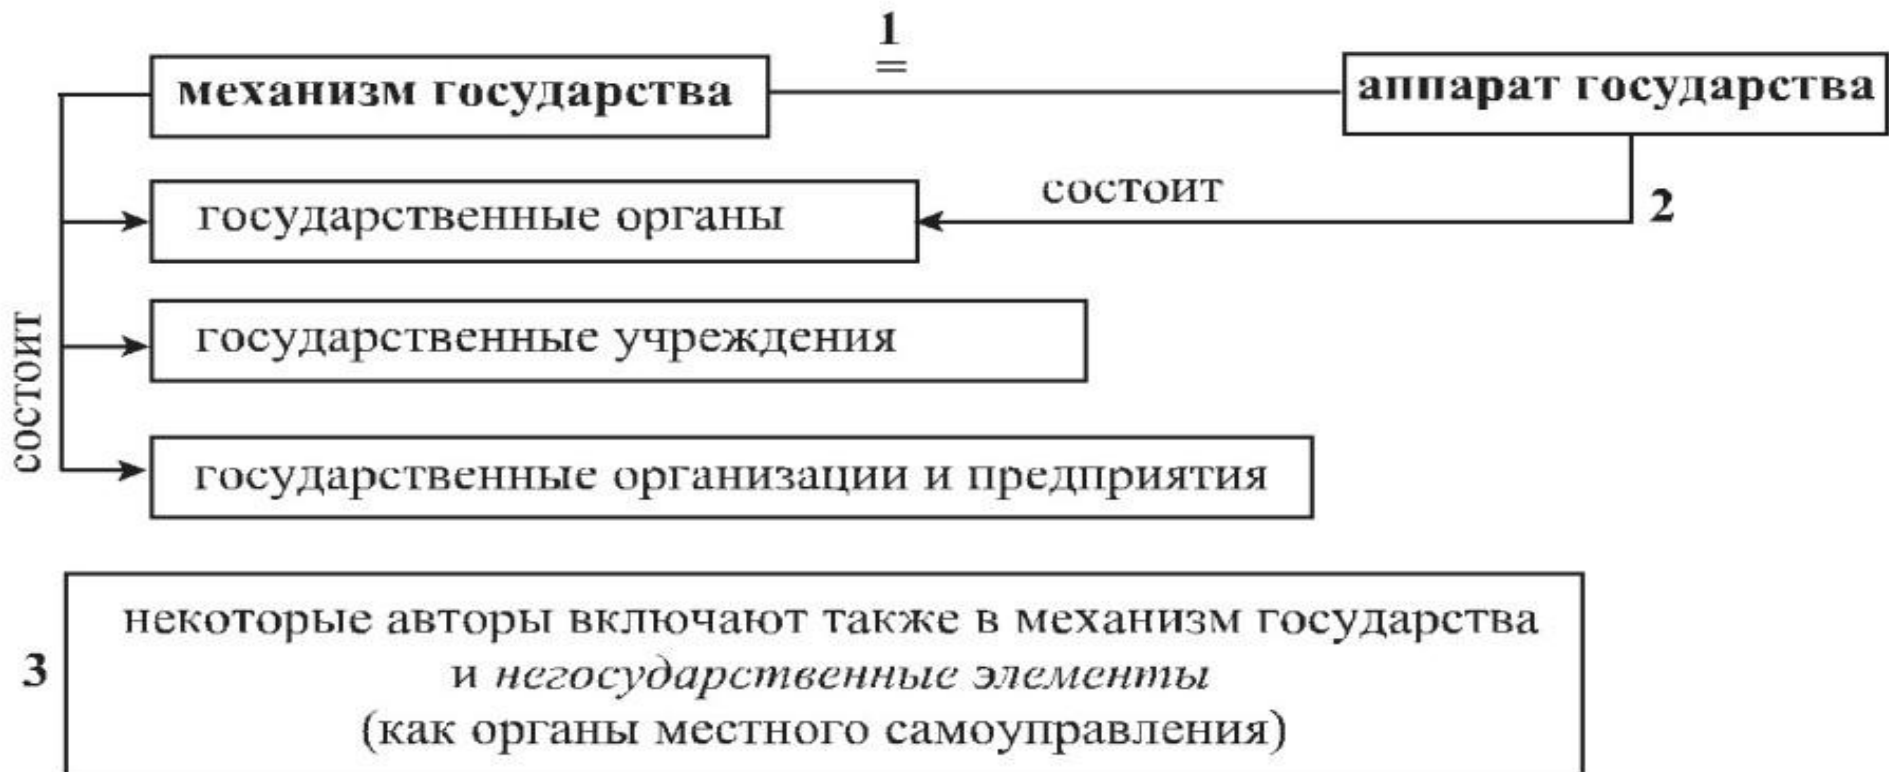 1
=
механизм государства
аппарат государства
государственные органы
состоит
2
государственные учреждения
состоит
государственные организации и предприятия
3
некоторые авторы включают также в механизм государства
и негосударственные элементы
(как органы местного самоуправления)